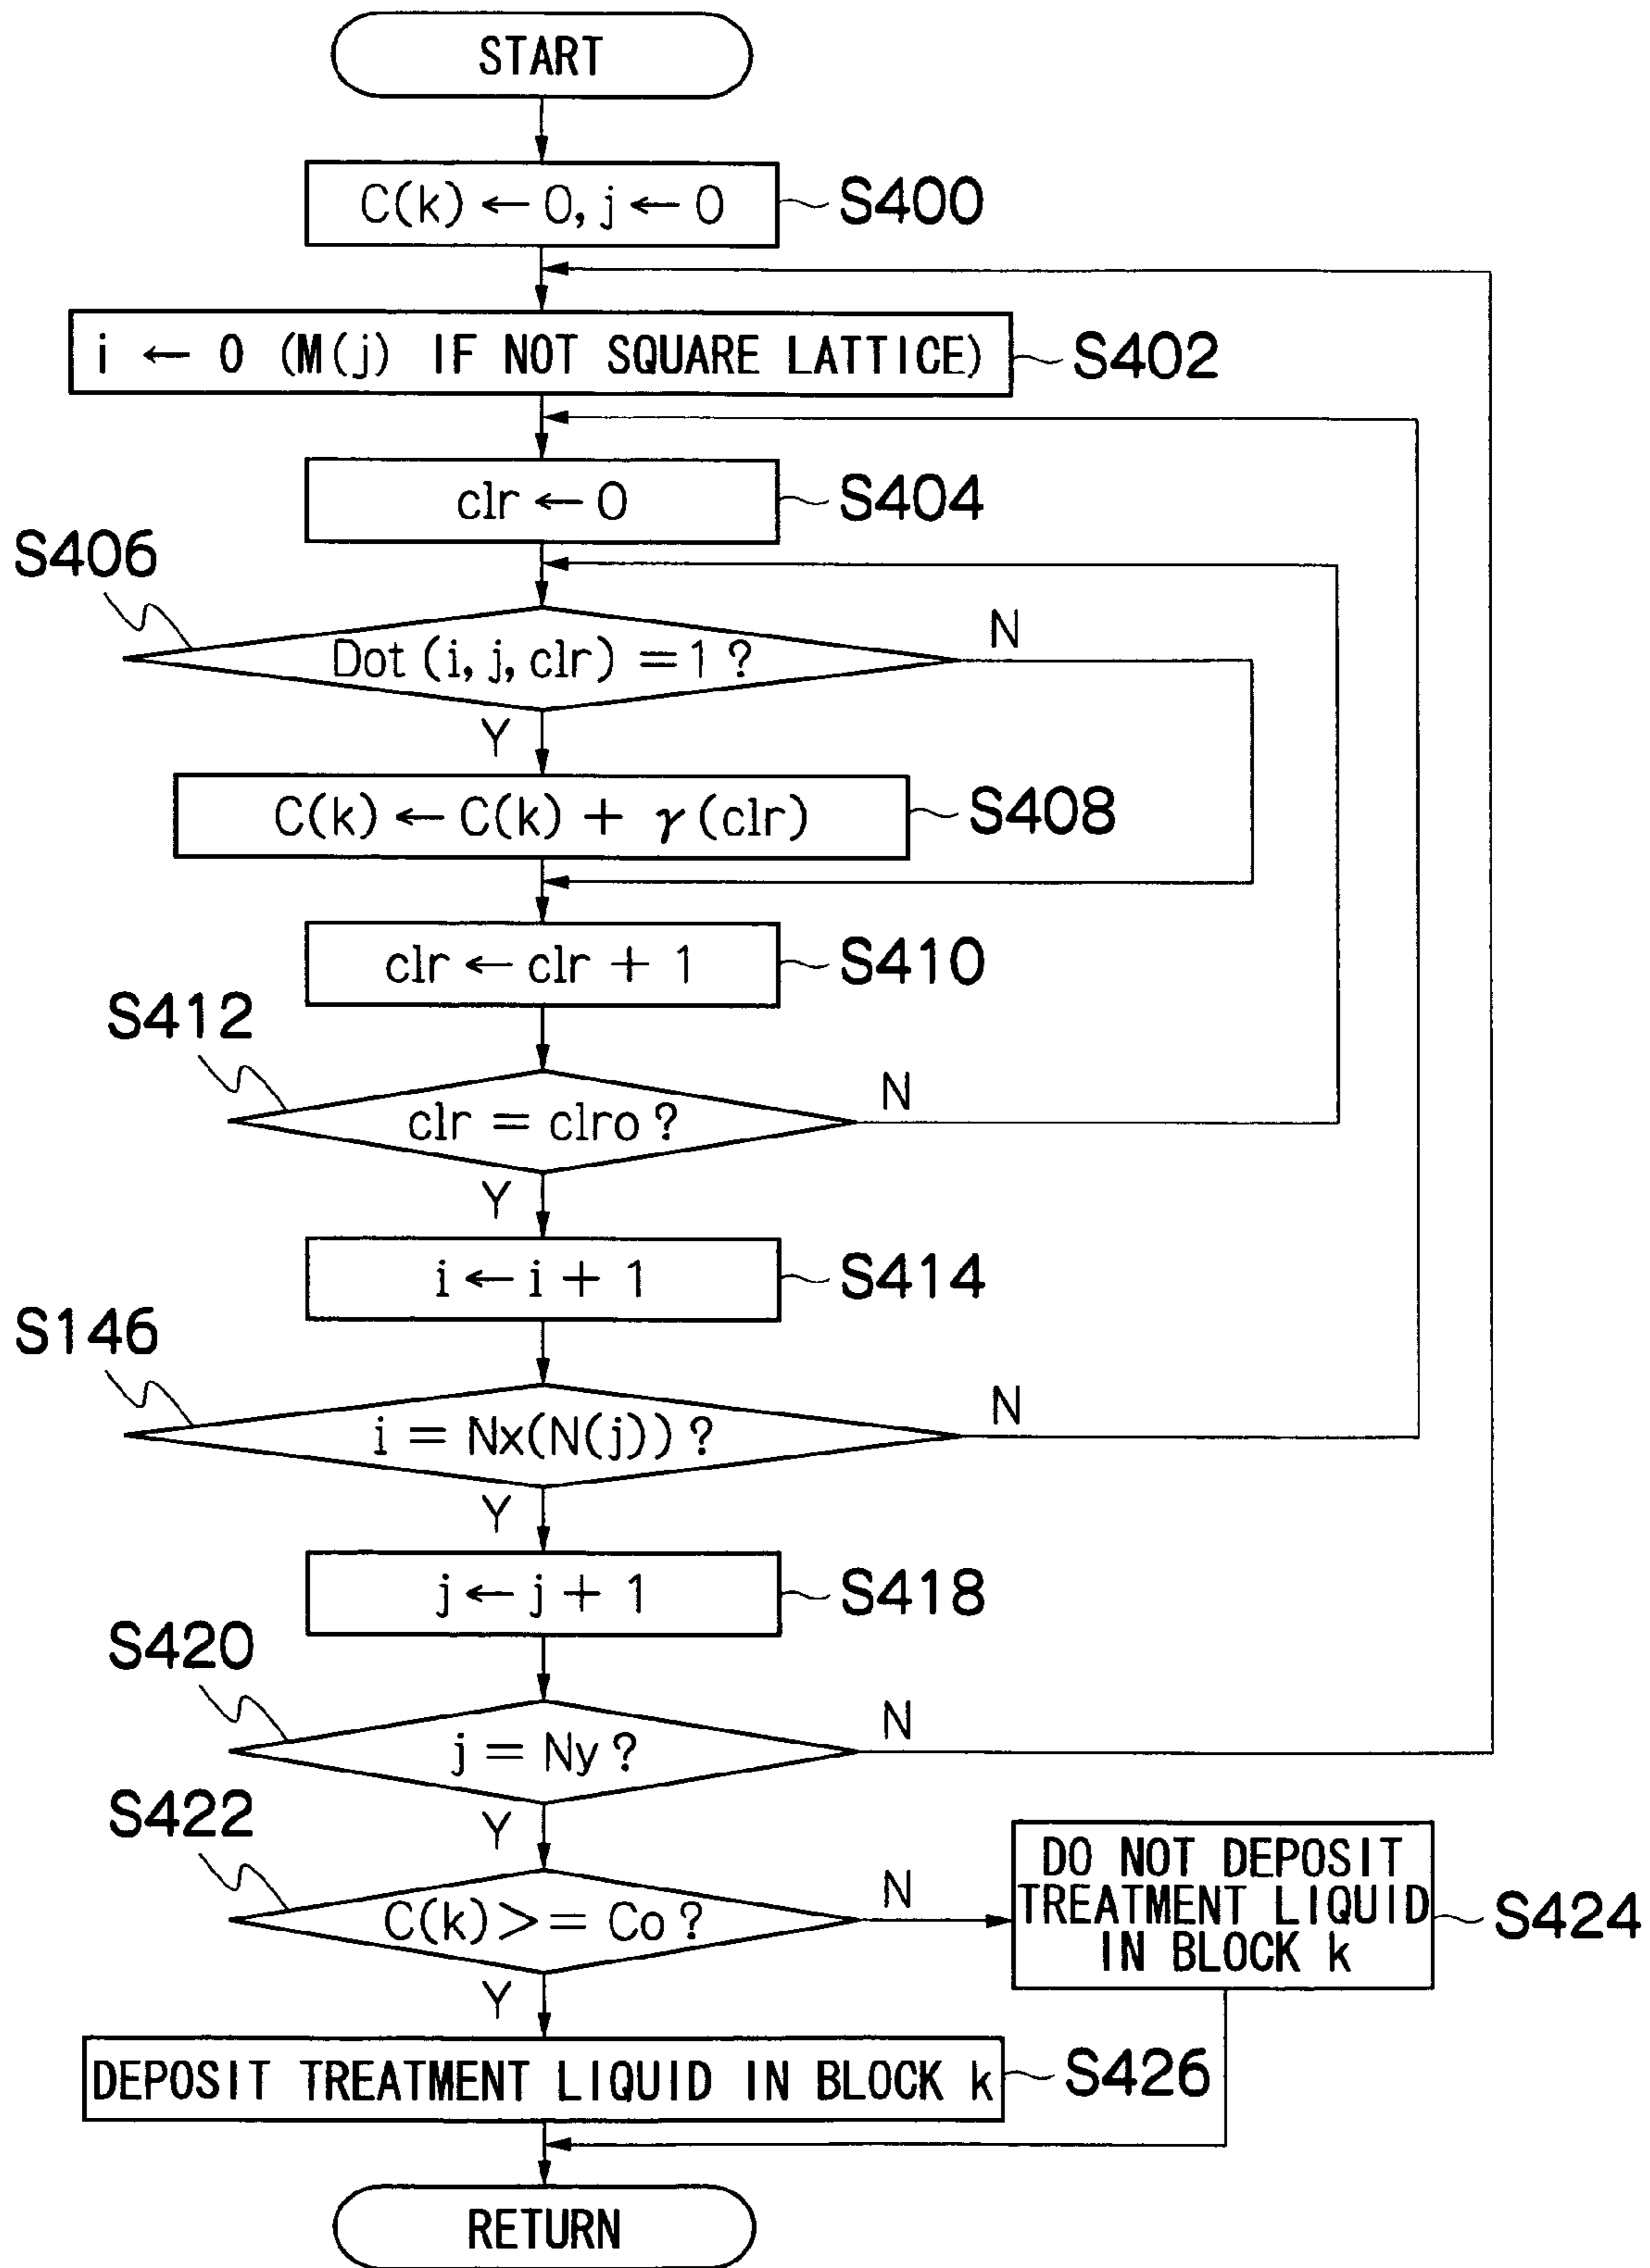 START
C(k) ← 0, j ← 0
S400
i ← 0 (M(j) IF NOT SQUARE LATTICE)
S402
clr ← 0
S404
S406
Dot (i, j, clr) = 1 ?
N
Y
C(k) ← C(k) + γ (clr)
S408
clr ← clr + 1
S410
S412
clr = clro ?
N
Y
i ← i + 1
S414
S146
i = Nx(N(j)) ?
N
Y
j ← j + 1
S418
S420
j = Ny ?
N
Y
S422
C(k) >= Co ?
N
DO NOT DEPOSIT
TREATMENT LIQUID
IN BLOCK k
S424
Y
DEPOSIT TREATMENT LIQUID IN BLOCK k
S426
RETURN